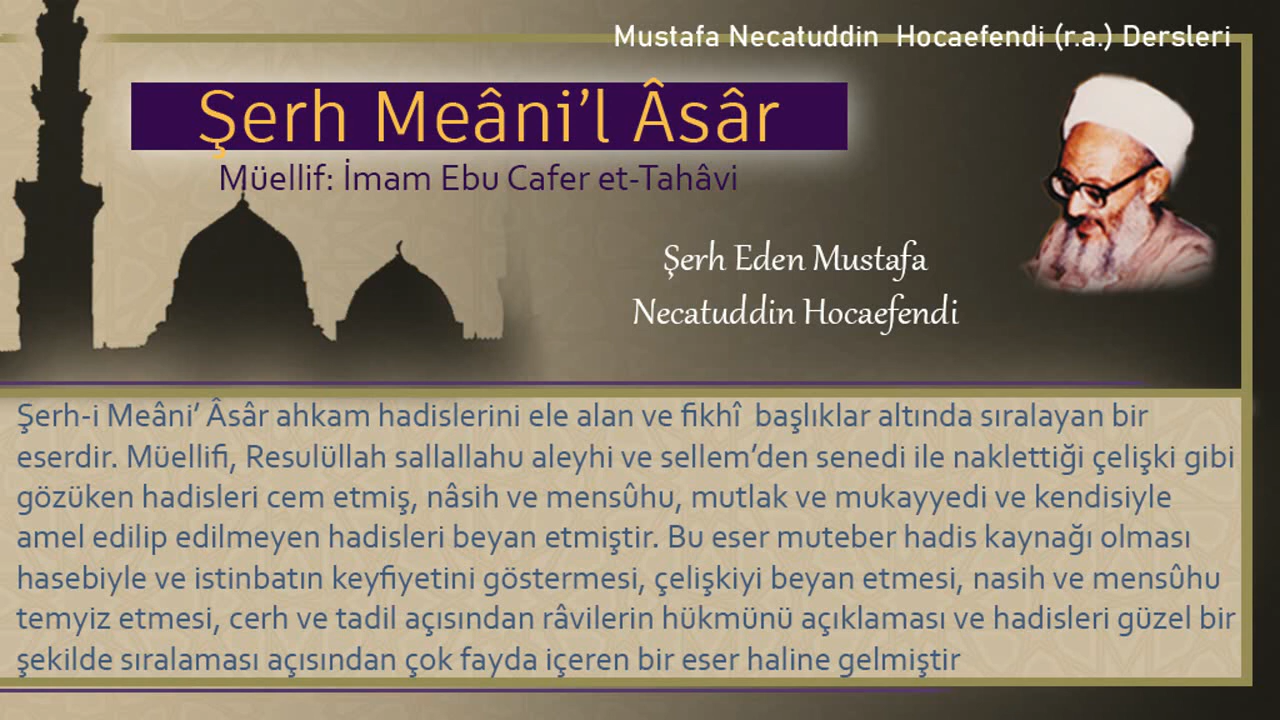 Mustafa Necatuddin Hocaefendi (r.a.) Dersleri
Şerh Meâni’l Âsâr
Müellif: İmam Ebu Cafer et-Tahâvi
Şerh Eden Mustafa
Necatuddin Hocaefendi
Şerh-i Meâni’ Âsâr ahkam hadislerini ele alan ve fikhî başlıklar altında sıralayan bir
eserdir. Müellifi, Resulüllah sallallahu aleyhi ve sellem’den senedi ile naklettiği çelişki gibi
gözüken hadisleri cem etmiş, nâsih ve mensûhu, mutlak ve mukayyedi ve kendisiyle
amel edilip edilmeyen hadisleri beyan etmiştir. Bu eser muteber hadis kaynağı olması
hasebiyle ve istinbatın keyfiyetini göstermesi, çelişkiyi beyan etmesi, nasih ve mensûhu
temyiz etmesi, cerh ve tadil açısından râvilerin hükmünü açıklaması ve hadisleri güzel bir
şekilde sıralaması açısından çok fayda içeren bir eser haline gelmiştir